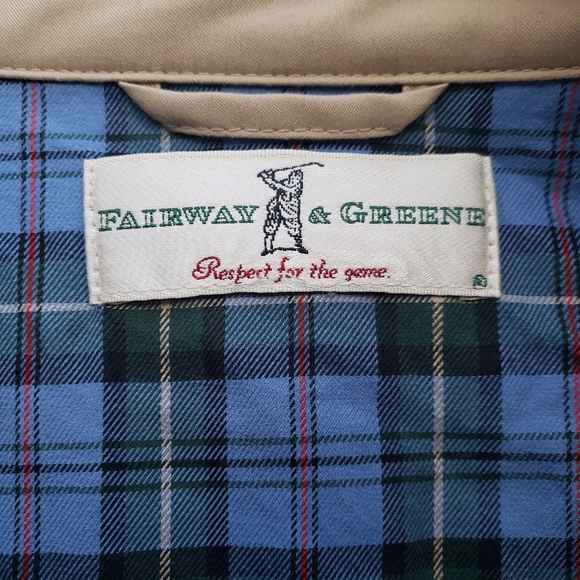 FAIRWAY & GREENE
Respect for the game.